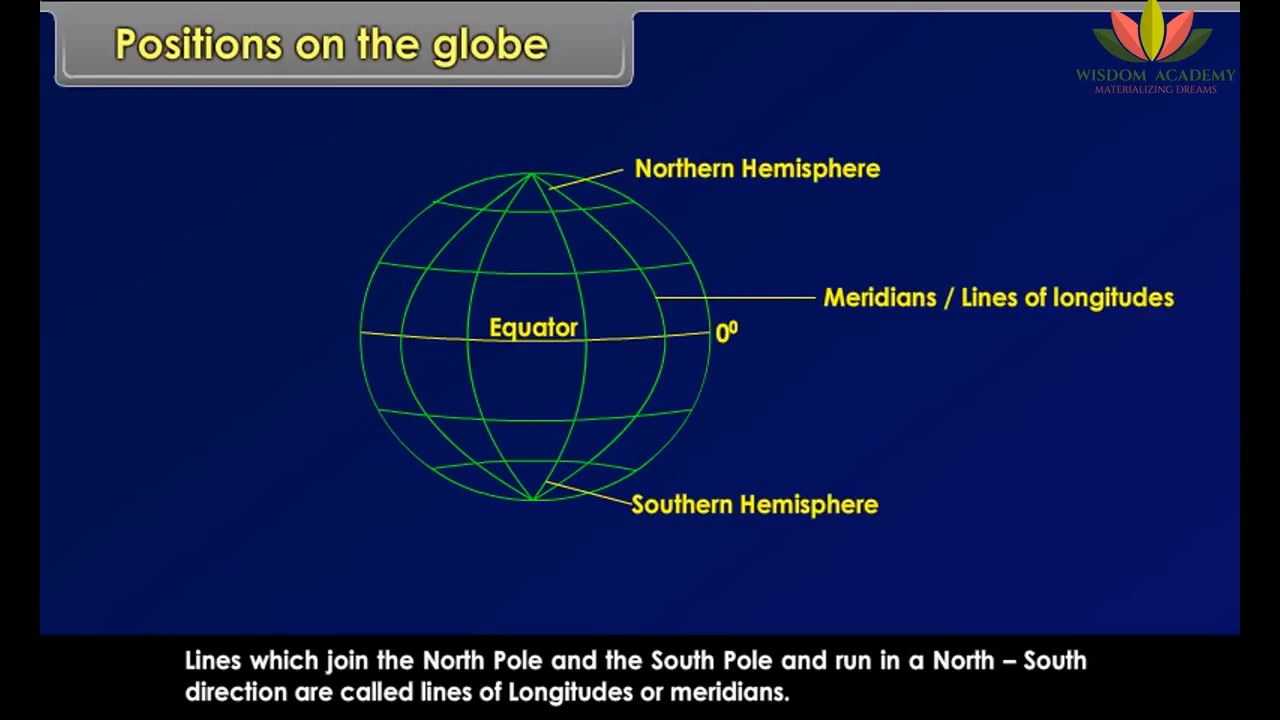 Positions on the globe
WISDOM ACADEMY
MATERIALIZING DREAMS
Northern Hemisphere
Meridians / Lines of longitudes
Equator
0⁰
Southern Hemisphere
Lines which join the North Pole and the South Pole and run in a North – South
direction are called lines of Longitudes or meridians.